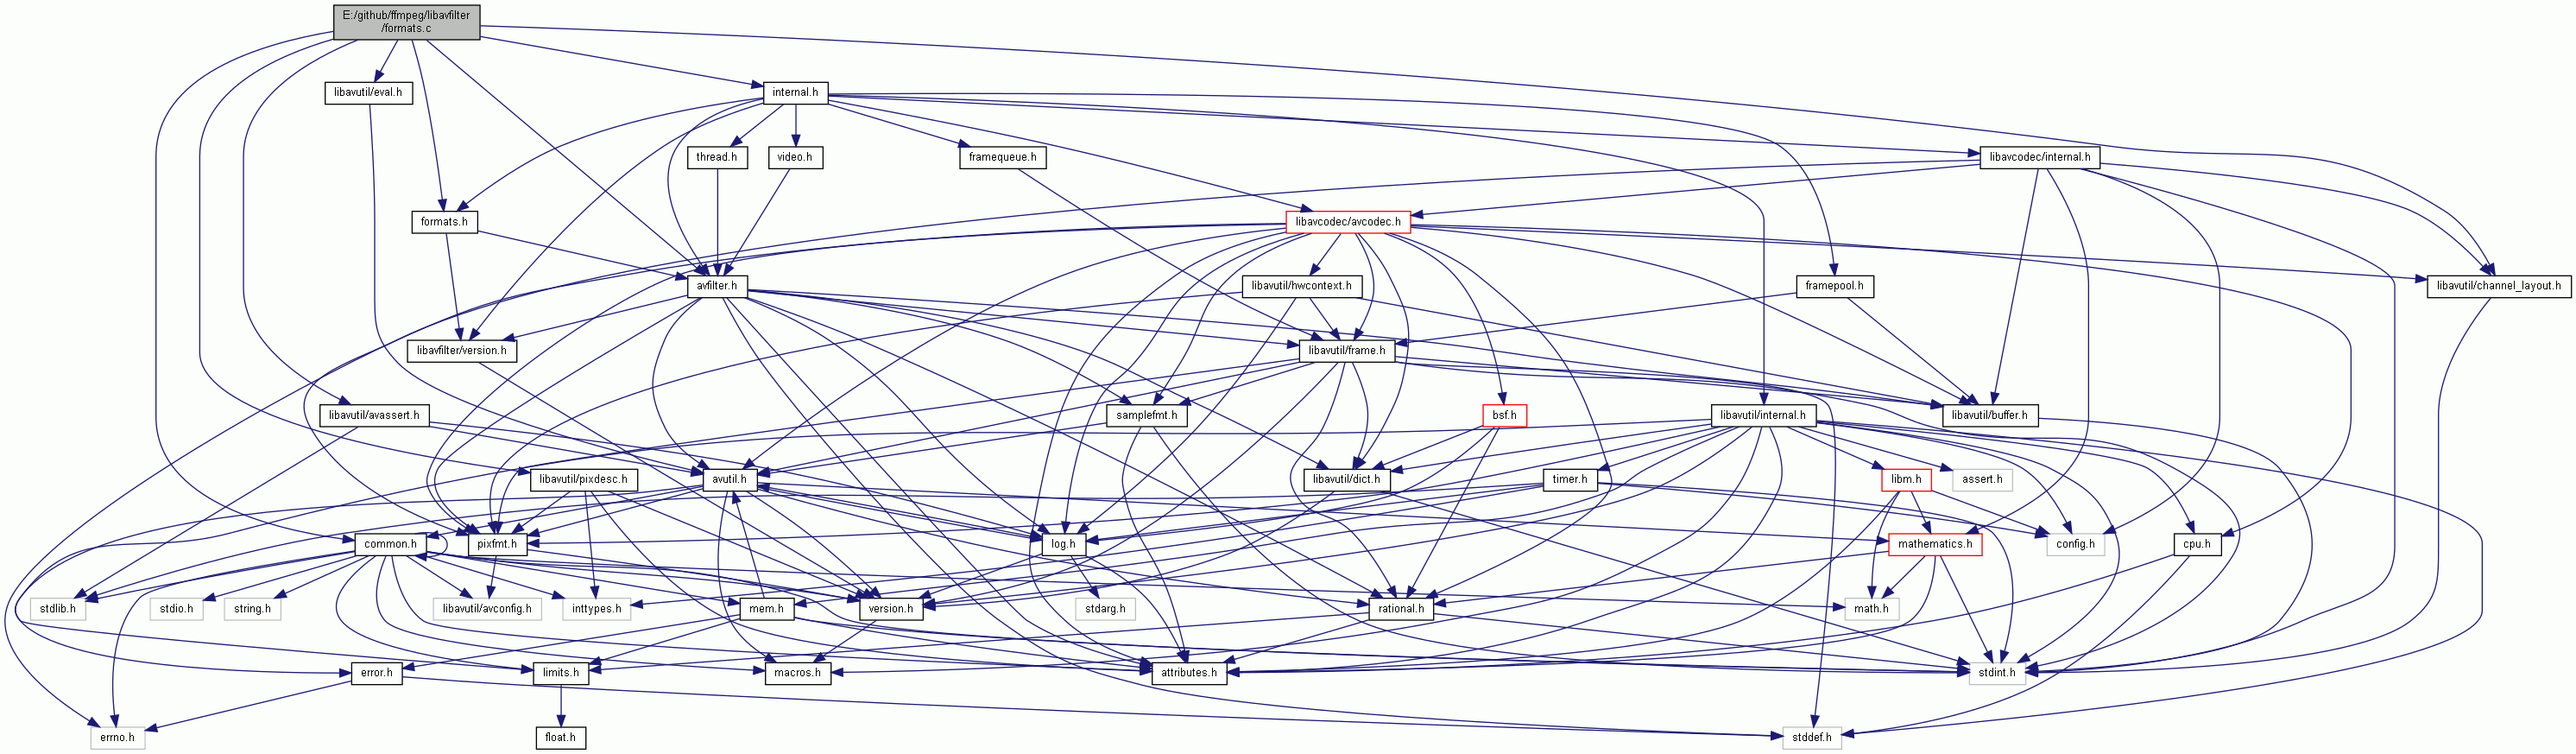 E:/github/ffmpeg/libavfilter
/formats.c
libavutil/eval.h
internal.h
thread.h
video.h
framequeue.h
libavcodec/internal.h
formats.h
libavcodec/avcodec.h
avfilter.h
libavutil/hwcontext.h
framepool.h
libavutil/channel_layout.h
libavfilter/version.h
libavutil/frame.h
libavutil/avassert.h
samplefmt.h
bsf.h
libavutil/internal.h
libavutil/buffer.h
libavutil/pixdesc.h
avutil.h
libavutil/dict.h
timer.h
libm.h
assert.h
common.h
pixfmt.h
log.h
mathematics.h
config.h
cpu.h
stdlib.h
stdio.h
string.h
libavutil/avconfig.h
inttypes.h
mem.h
version.h
stdarg.h
rational.h
math.h
error.h
limits.h
macros.h
attributes.h
stdint.h
errno.h
float.h
stddef.h